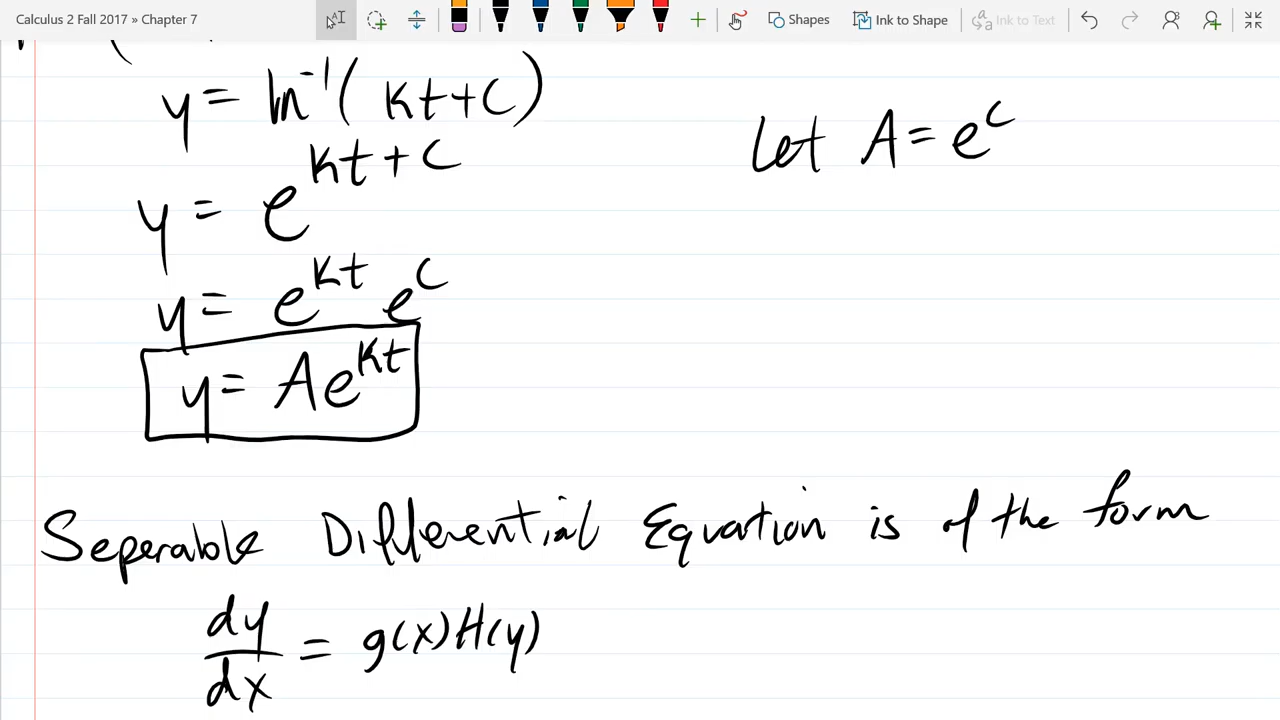 Calculus 2 Fall 2017 » Chapter 7
Shapes
Ink to Shape
Ink to Text
y = ln⁻¹( kt+C)
Let A = e^C
y = e^(kt+C)
y = e^(kt) e^C
y = Ae^(kt)
Seperable Differential Equation is of the form
dy/dx = g(x)H(y)